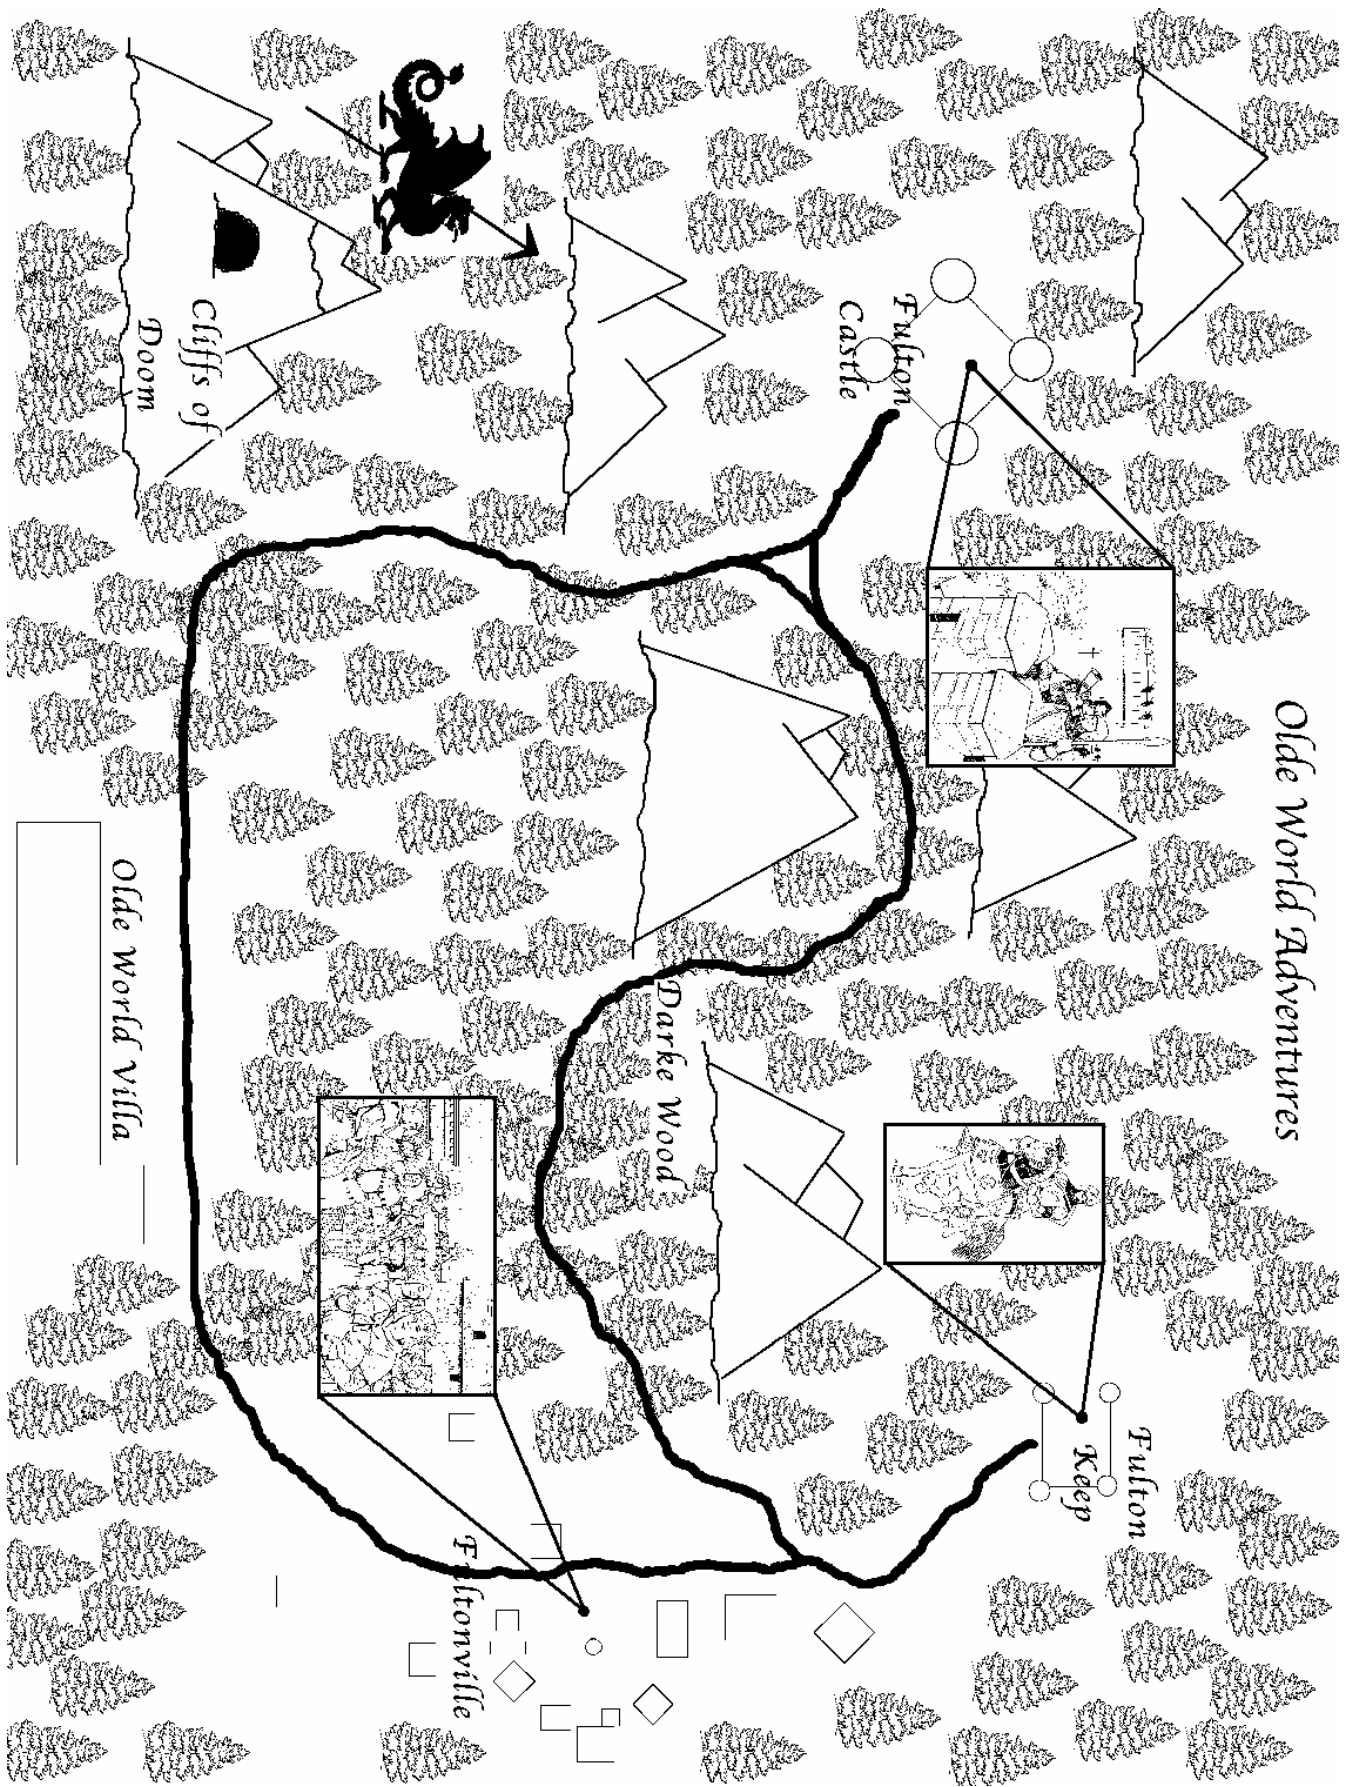 Olde World Adventures
Fulton
Castle
Fulton
Keep
Darke Wood
Cliffs of
Doom
Fultonville
Olde World Villa